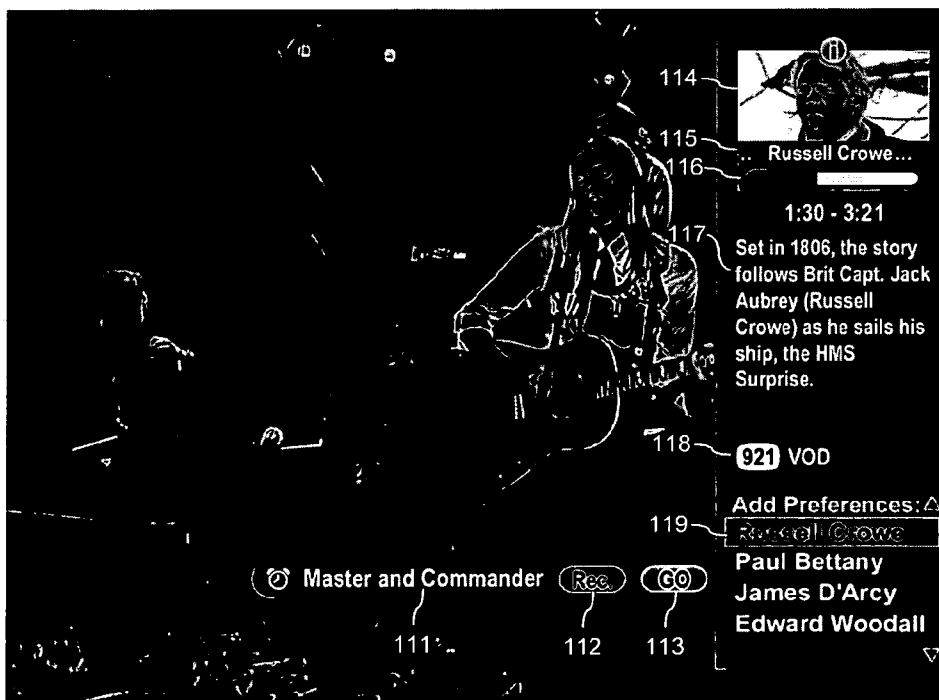 114
115
.. Russell Crowe...
116
1:30 - 3:21
117
Set in 1806, the story
follows Brit Capt. Jack
Aubrey (Russell
Crowe) as he sails his
ship, the HMS
Surprise.
118
921 VOD
Add Preferences:
119
Russell Crowe
Paul Bettany
James D'Arcy
Edward Woodall
Master and Commander Rec. GO
111
112
113